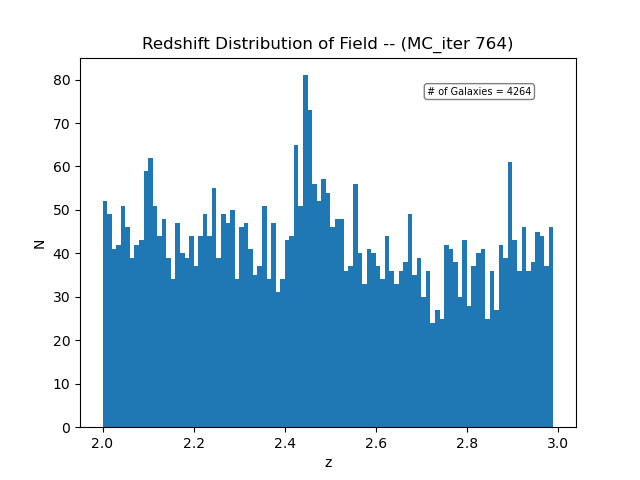 Redshift Distribution of Field -- (MC_iter 764)
# of Galaxies = 4264
80
70
60
50
40
30
20
10
0
N
2.0 2.2 2.4 2.6 2.8 3.0
z